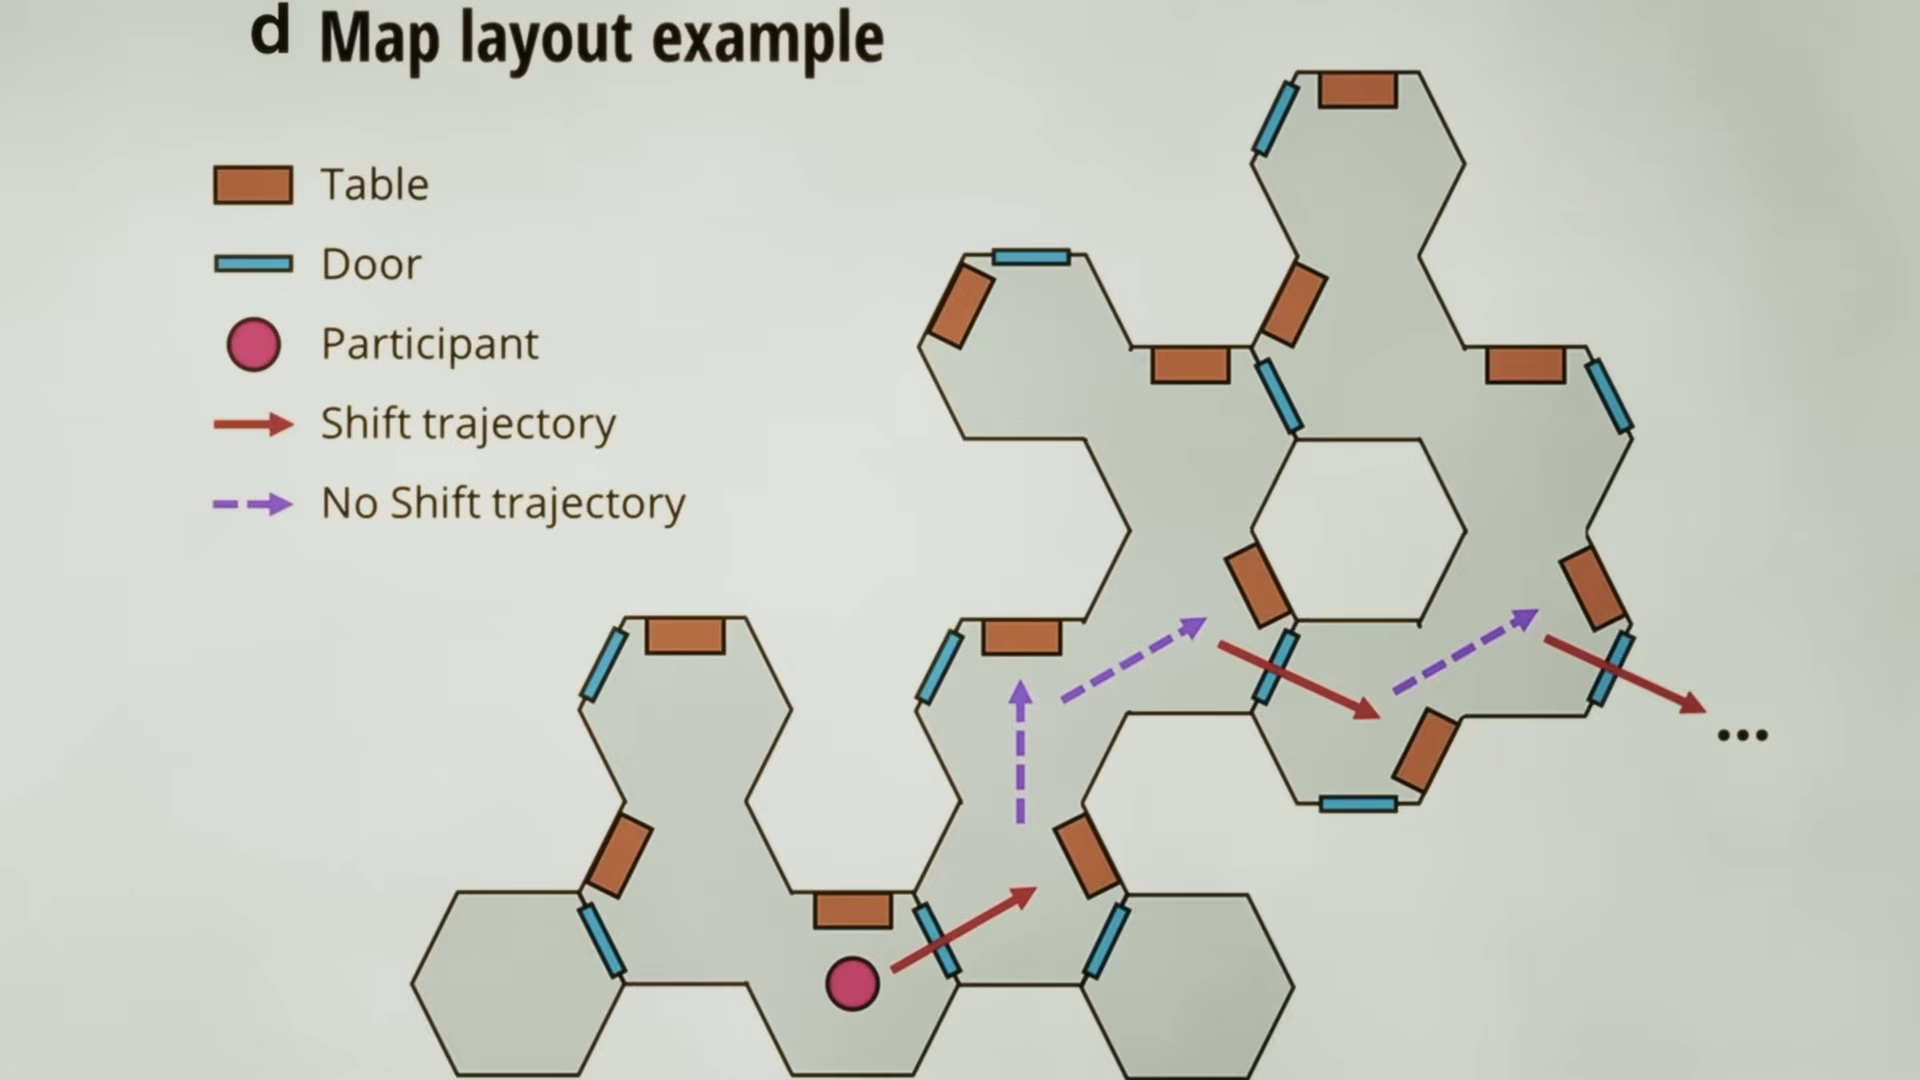 d Map layout example
Table
Door
Participant
Shift trajectory
No Shift trajectory
...